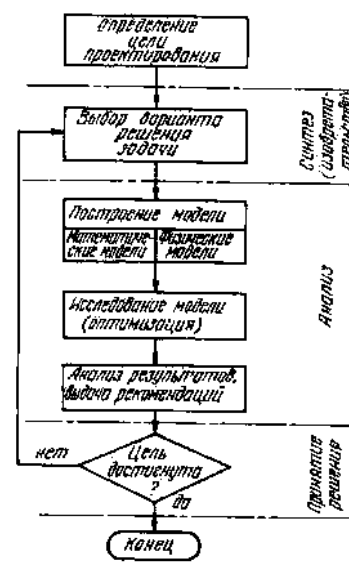 Определение
цели
проектирования
Выбор варианта
решения
задачи
Синтез
(изобрета-
тельство)
Построение модели
Математиче-
ские модели
Физические
модели
Исследование модели
(оптимизация)
Анализ
Анализ результатов,
выдача рекомендаций
нет
Цель
достигнута
?
да
Принятие
решения
Конец